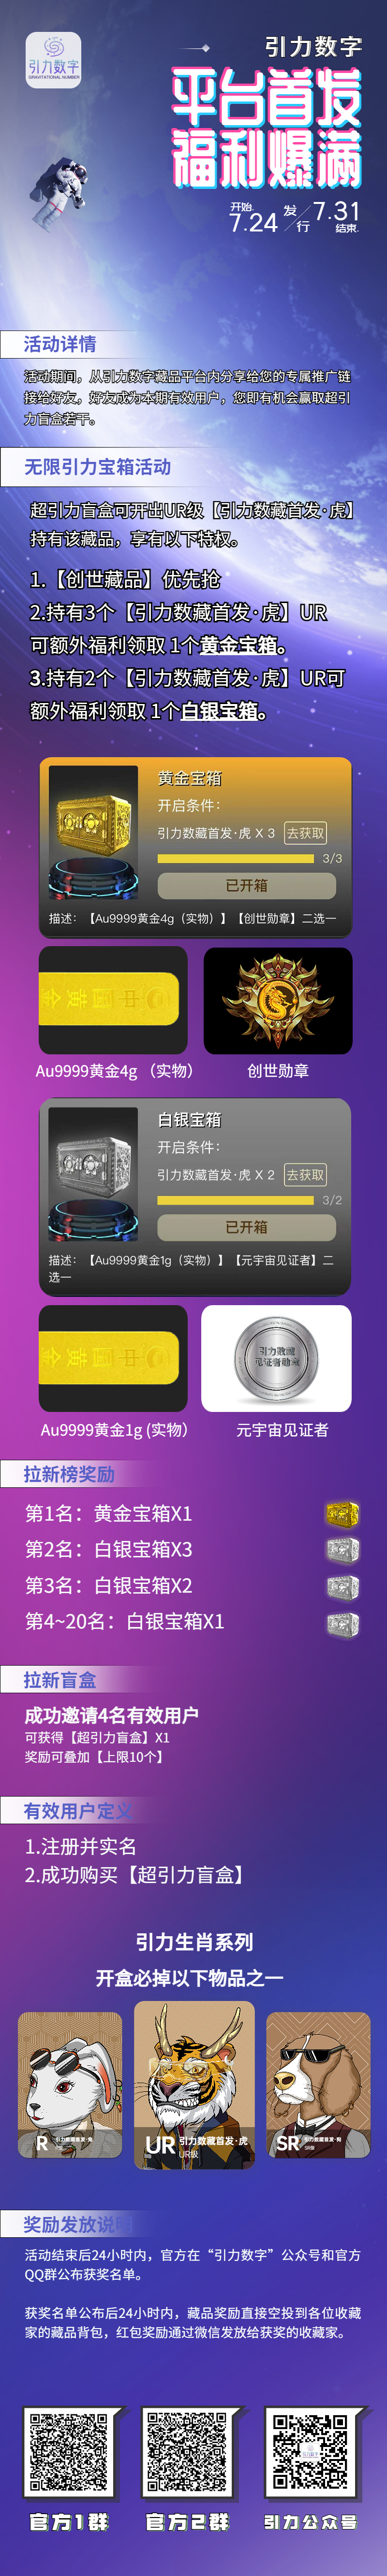 引力数字
GRAVITATIONAL NUMBER
引力数字
平台首发
福利爆满
开始.
7.24
发/行
7.31
结束.
活动详情
活动期间，从引力数字藏品平台内分享给您的专属推广链
接给好友，好友成为本期有效用户，您即有机会赢取超引
力盲盒若干。
无限引力宝箱活动
超引力盲盒可开出UR级【引力数藏首发·虎】
持有该藏品，享有以下特权。
1.【创世藏品】优先抢
2.持有3个【引力数藏首发·虎】UR
可额外福利领取 1个黄金宝箱。
3.持有2个【引力数藏首发·虎】UR可
额外福利领取 1个白银宝箱。
黄金宝箱
开启条件：
引力数藏首发·虎 X 3
去获取
3/3
已开箱
描述：【Au9999黄金4g（实物）】【创世勋章】二选一
中国黄金
Au9999黄金4g （实物）
创世勋章
白银宝箱
开启条件：
引力数藏首发·虎 X 2
去获取
3/2
已开箱
描述：【Au9999黄金1g（实物）】【元宇宙见证者】二
选一
中国黄金
引力数藏
见证者勋章
Au9999黄金1g (实物）
元宇宙见证者
拉新榜奖励
第1名：黄金宝箱X1
第2名：白银宝箱X3
第3名：白银宝箱X2
第4~20名：白银宝箱X1
拉新盲盒
成功邀请4名有效用户
可获得【超引力盲盒】X1
奖励可叠加【上限10个】
有效用户定义
1.注册并实名
2.成功购买【超引力盲盒】
引力生肖系列
开盒必掉以下物品之一
R
引力数藏首发·兔
UR
引力数藏首发·虎
UR级
SR
引力数藏首发·狗
SR级
奖励发放说明
活动结束后24小时内，官方在“引力数字”公众号和官方
QQ群公布获奖名单。
获奖名单公布后24小时内，藏品奖励直接空投到各位收藏
家的藏品背包，红包奖励通过微信发放给获奖的收藏家。
官方1群
官方2群
引力公众号